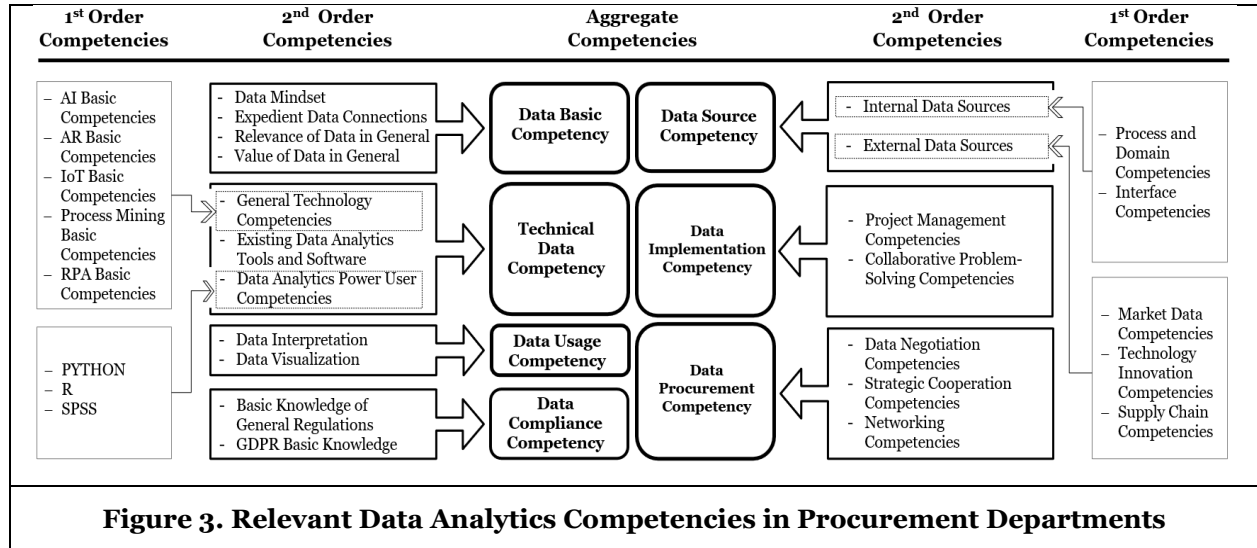 1st Order
Competencies
2nd Order
Competencies
Aggregate
Competencies
2nd Order
Competencies
1st Order
Competencies
– AI Basic
Competencies
– AR Basic
Competencies
– IoT Basic
Competencies
– Process Mining
Basic
Competencies
– RPA Basic
Competencies
– PYTHON
– R
– SPSS
- Data Mindset
- Expedient Data Connections
- Relevance of Data in General
- Value of Data in General
- General Technology
Competencies
- Existing Data Analytics
Tools and Software
- Data Analytics Power User
Competencies
- Data Interpretation
- Data Visualization
- Basic Knowledge of
General Regulations
- GDPR Basic Knowledge
Data Basic
Competency
Technical
Data
Competency
Data Usage
Competency
Data
Compliance
Competency
Data Source
Competency
Data
Implementation
Competency
Data
Procurement
Competency
- Internal Data Sources
- External Data Sources
- Project Management
Competencies
- Collaborative Problem-
Solving Competencies
- Data Negotiation
Competencies
- Strategic Cooperation
Competencies
- Networking
Competencies
– Process and
Domain
Competencies
– Interface
Competencies
– Market Data
Competencies
– Technology
Innovation
Competencies
– Supply Chain
Competencies
Figure 3. Relevant Data Analytics Competencies in Procurement Departments